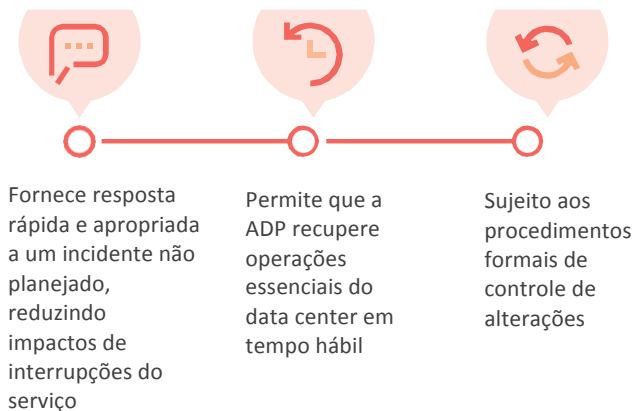 Fornece resposta
rápida e apropriada
a um incidente não
planejado,
reduzindo
impactos de
interrupções do
serviço
Permite que a
ADP recupere
operações
essenciais do
data center em
tempo hábil
Sujeito aos
procedimentos
formais de
controle de
alterações